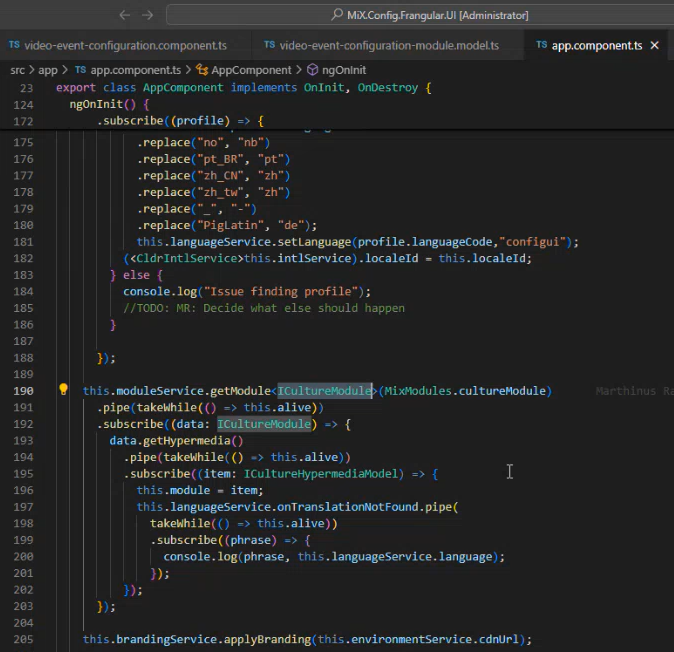 MiX.Config.Frangular.UI [Administrator]
TS video-event-configuration.component.ts TS video-event-configuration-module.model.ts TS app.component.ts ×
src > app > TS app.component.ts > AppComponent > ngOnInit
23 export class AppComponent implements OnInit, OnDestroy {
124 ngOnInit() {
172 .subscribe((profile) => {
175 .replace("no", "nb")
176 .replace("pt_BR", "pt")
177 .replace("zh_CN", "zh")
178 .replace("zh_tw", "zh")
179 .replace("_", "-")
180 .replace("PigLatin", "de");
181 this.languageService.setLanguage(profile.languageCode,"configui");
182 (<CldrIntlService>this.intlService).localeId = this.localeId;
183 } else {
184 console.log("Issue finding profile");
185 //TODO: MR: Decide what else should happen
186 }
187
188 });
189
190 this.moduleService.getModule<ICultureModule>(MixModules.cultureModule) Marthinus Ra
191 .pipe(takeWhile(() => this.alive))
192 .subscribe((data: ICultureModule) => {
193 data.getHypermedia()
194 .pipe(takeWhile(() => this.alive))
195 .subscribe((item: ICultureHypermediaModel) => {
196 this.module = item;
197 this.languageService.onTranslationNotFound.pipe(
198 takeWhile(() => this.alive))
199 .subscribe((phrase) => {
200 console.log(phrase, this.languageService.language);
201 });
202 });
203 });
204
205 this.brandingService.applyBranding(this.environmentService.cdnUrl);